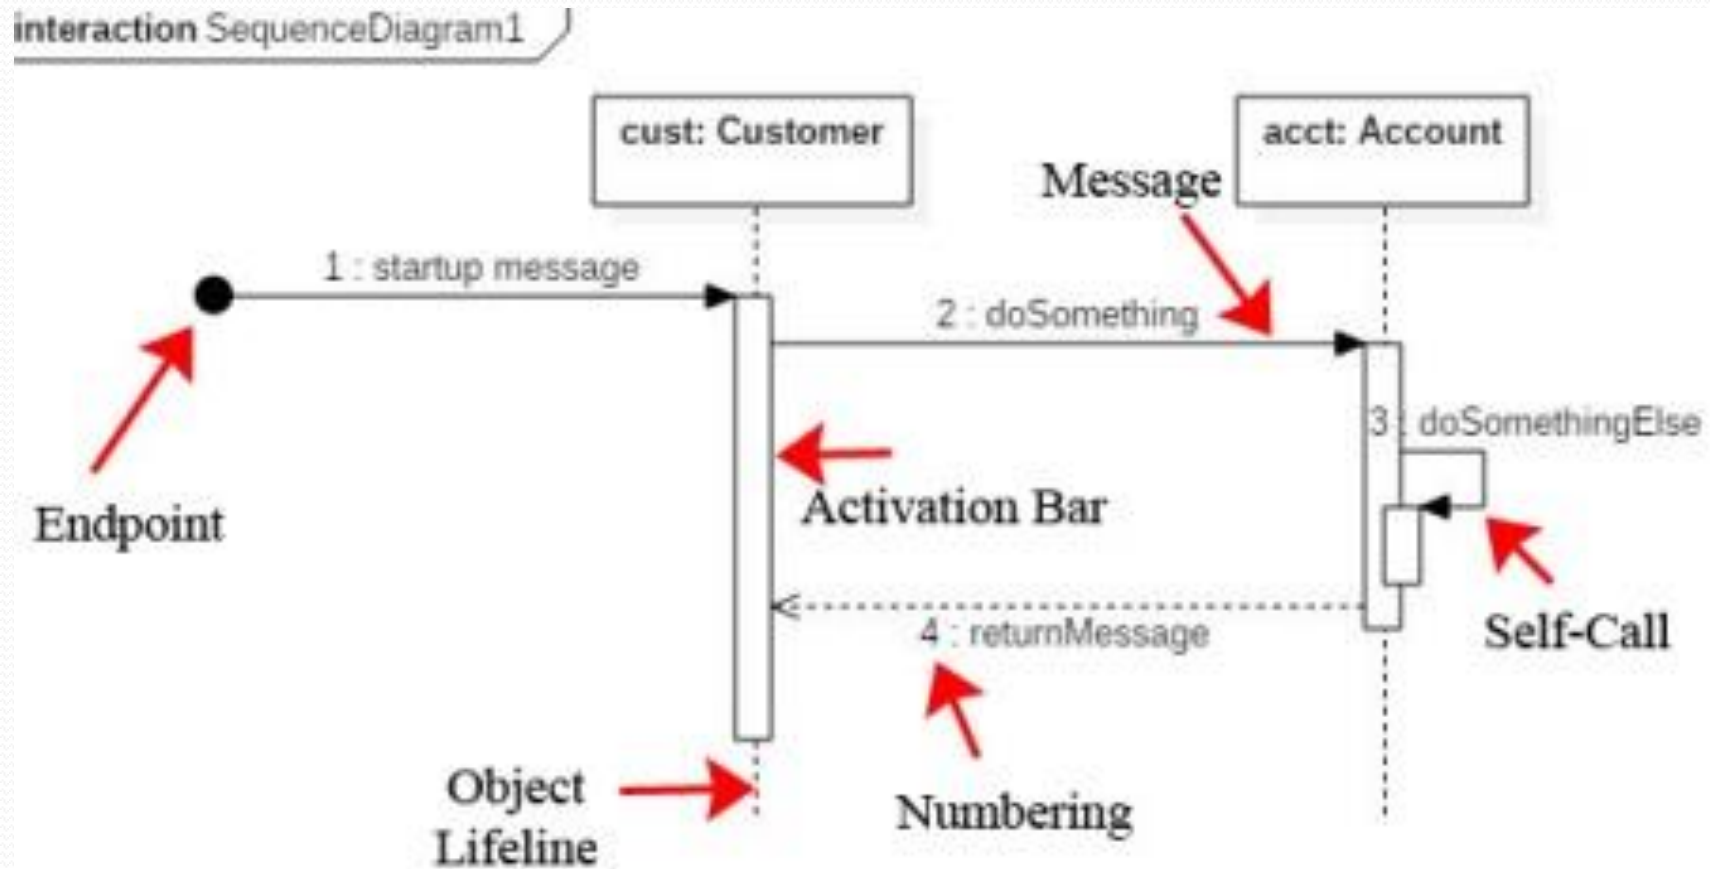 interaction SequenceDiagram1
cust: Customer
acct: Account
Message
1 : startup message
2 : doSomething
3 : doSomethingElse
Endpoint
Activation Bar
4 : returnMessage
Self-Call
Object
Lifeline
Numbering